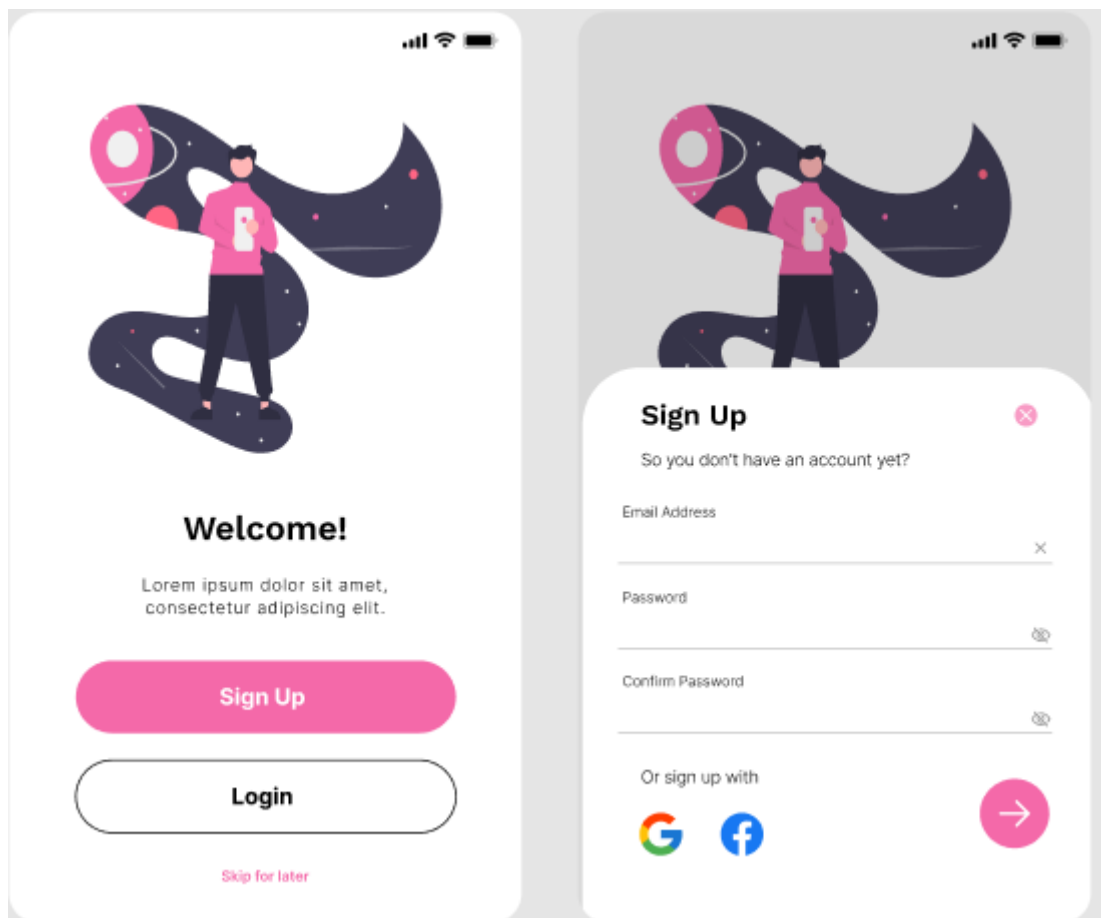 Welcome!
Lorem ipsum dolor sit amet,
consectetur adipiscing elit.
Sign Up
Login
Skip for later
Sign Up
So you don't have an account yet?
Email Address
Password
Confirm Password
Or sign up with